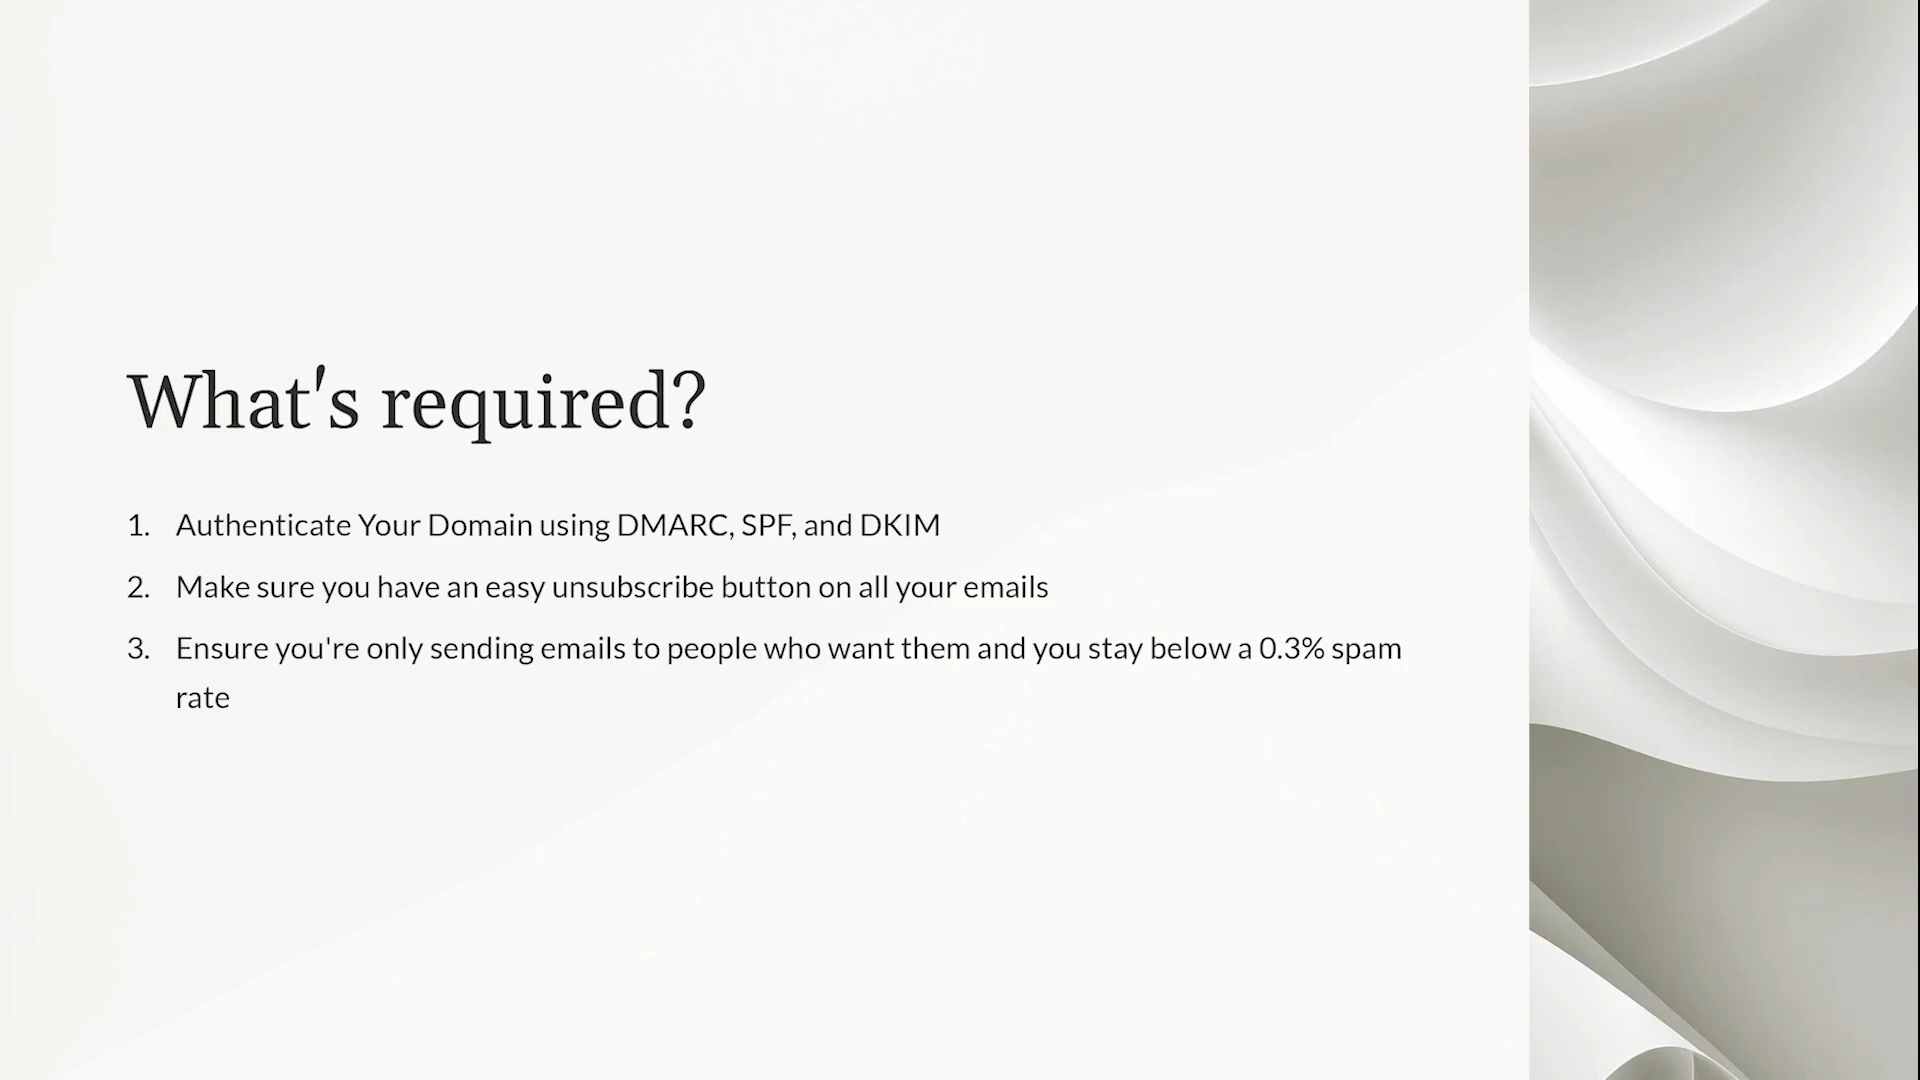 What's required?
1. Authenticate Your Domain using DMARC, SPF, and DKIM
2. Make sure you have an easy unsubscribe button on all your emails
3. Ensure you're only sending emails to people who want them and you stay below a 0.3% spam
rate